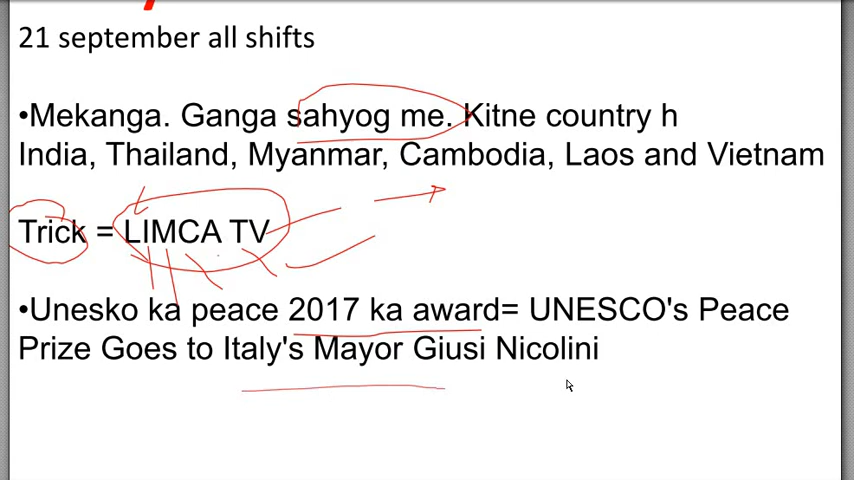 21 september all shifts
•Mekanga. Ganga sahyog me. Kitne country h
India, Thailand, Myanmar, Cambodia, Laos and Vietnam
Trick = LIMCA TV
•Unesko ka peace 2017 ka award= UNESCO's Peace
Prize Goes to Italy's Mayor Giusi Nicolini